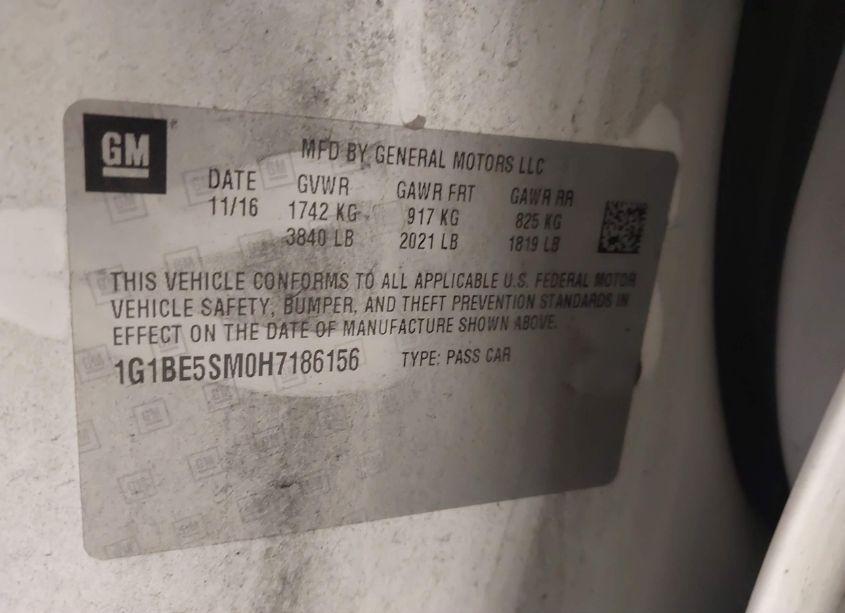 GM
MFD BY GENERAL MOTORS LLC
DATE GVWR GAWR FRT GAWR RR
11/16 1742 KG 917 KG 825 KG
3840 LB 2021 LB 1819 LB
THIS VEHICLE CONFORMS TO ALL APPLICABLE U.S. FEDERAL MOTOR
VEHICLE SAFETY, BUMPER, AND THEFT PREVENTION STANDARDS IN
EFFECT ON THE DATE OF MANUFACTURE SHOWN ABOVE.
1G1BE5SM0H7186156 TYPE: PASS CAR